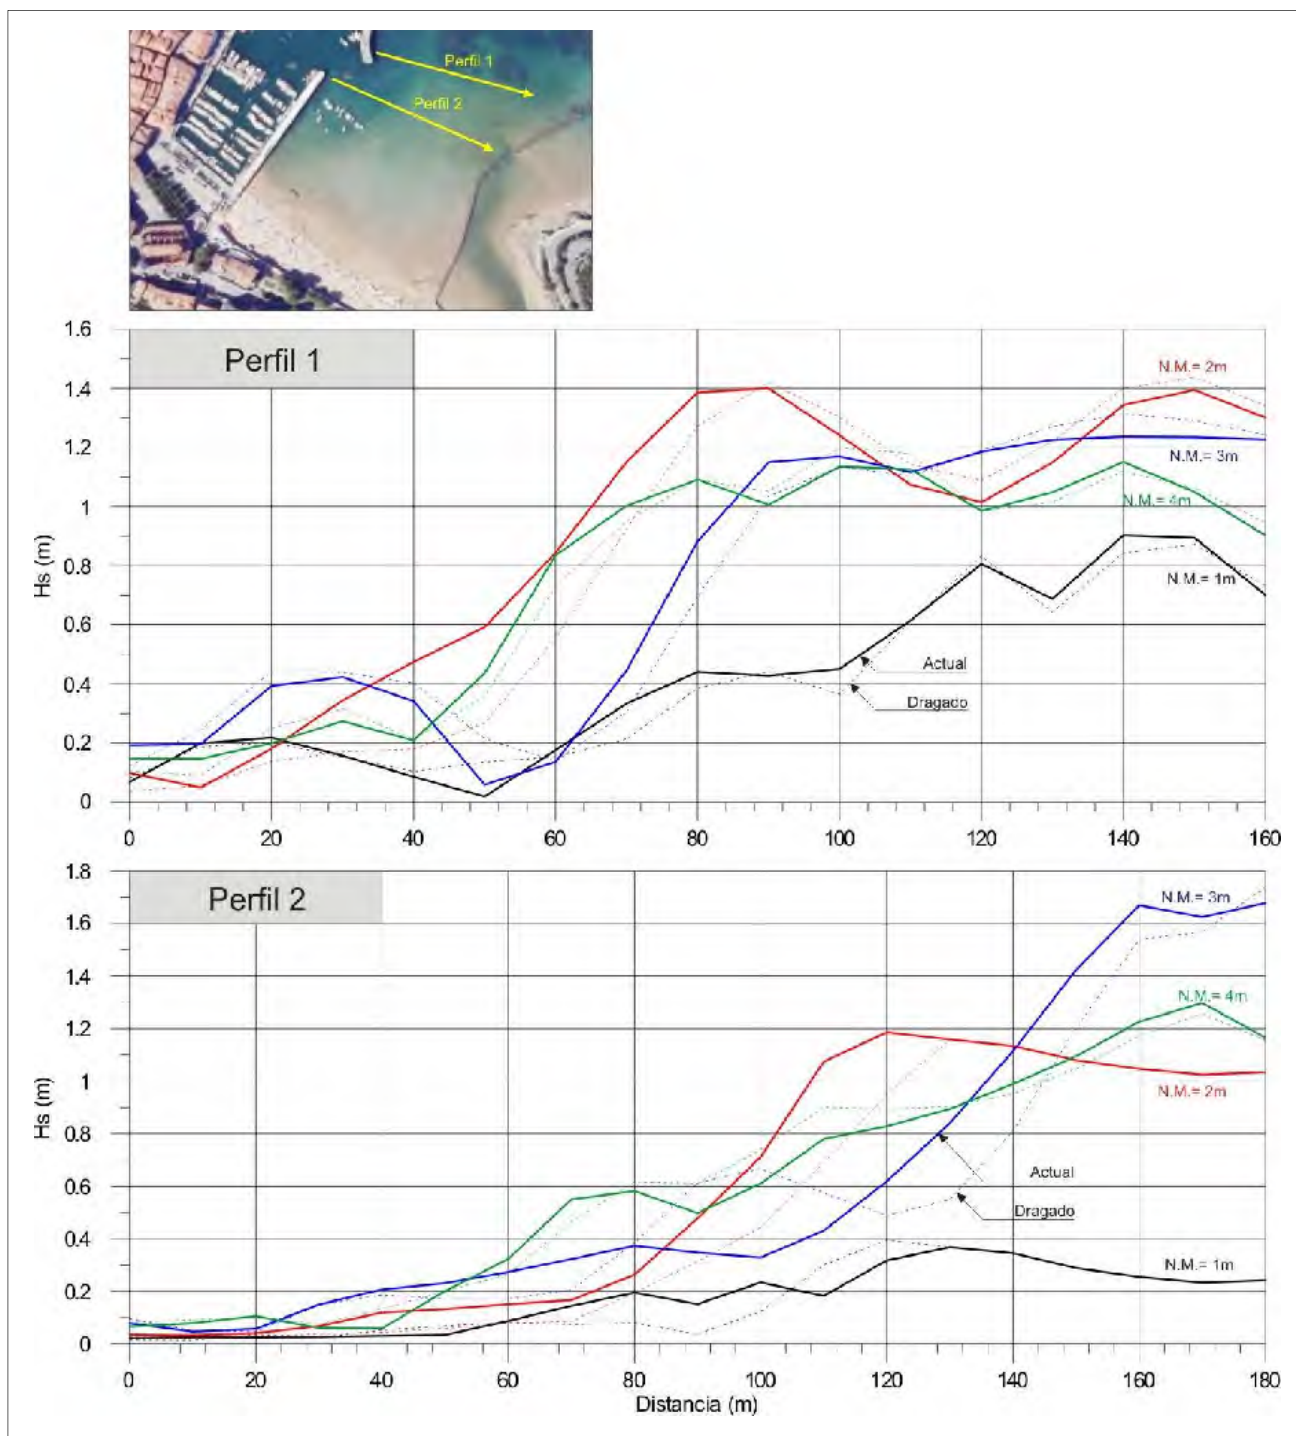 Perfil 1
Perfil 2
1.6
1.4
1.2
1
0.8
0.6
0.4
0.2
0
Hs (m)
Perfil 1
N.M.= 2m
N.M.= 3m
N.M.= 4m
N.M.= 1m
Actual
Dragado
0 20 40 60 80 100 120 140 160
1.8
1.6
1.4
1.2
1
0.8
0.6
0.4
0.2
0
Hs (m)
Perfil 2
N.M.= 3m
N.M.= 4m
N.M.= 2m
Actual
Dragado
N.M.= 1m
0 20 40 60 80 100 120 140 160 180
Distancia (m)